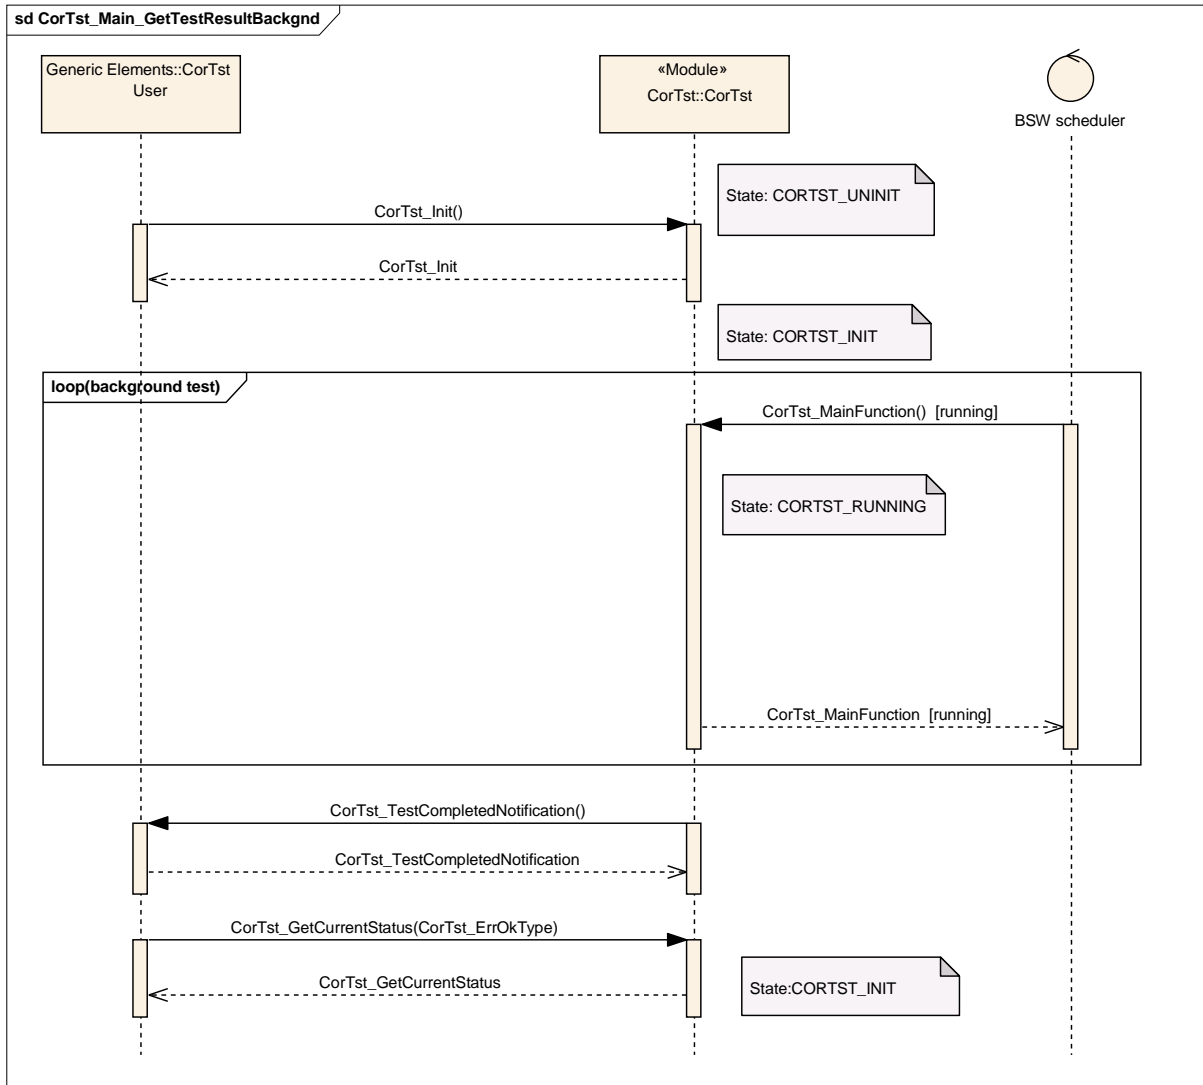 sd CorTst_Main_GetTestResultBackgnd
Generic Elements::CorTst
User
«Module»
CorTst::CorTst
BSW scheduler
State: CORTST_UNINIT
CorTst_Init()
CorTst_Init
State: CORTST_INIT
loop(background test)
CorTst_MainFunction()  [running]
State: CORTST_RUNNING
CorTst_MainFunction  [running]
CorTst_TestCompletedNotification()
CorTst_TestCompletedNotification
CorTst_GetCurrentStatus(CorTst_ErrOkType)
CorTst_GetCurrentStatus
State:CORTST_INIT